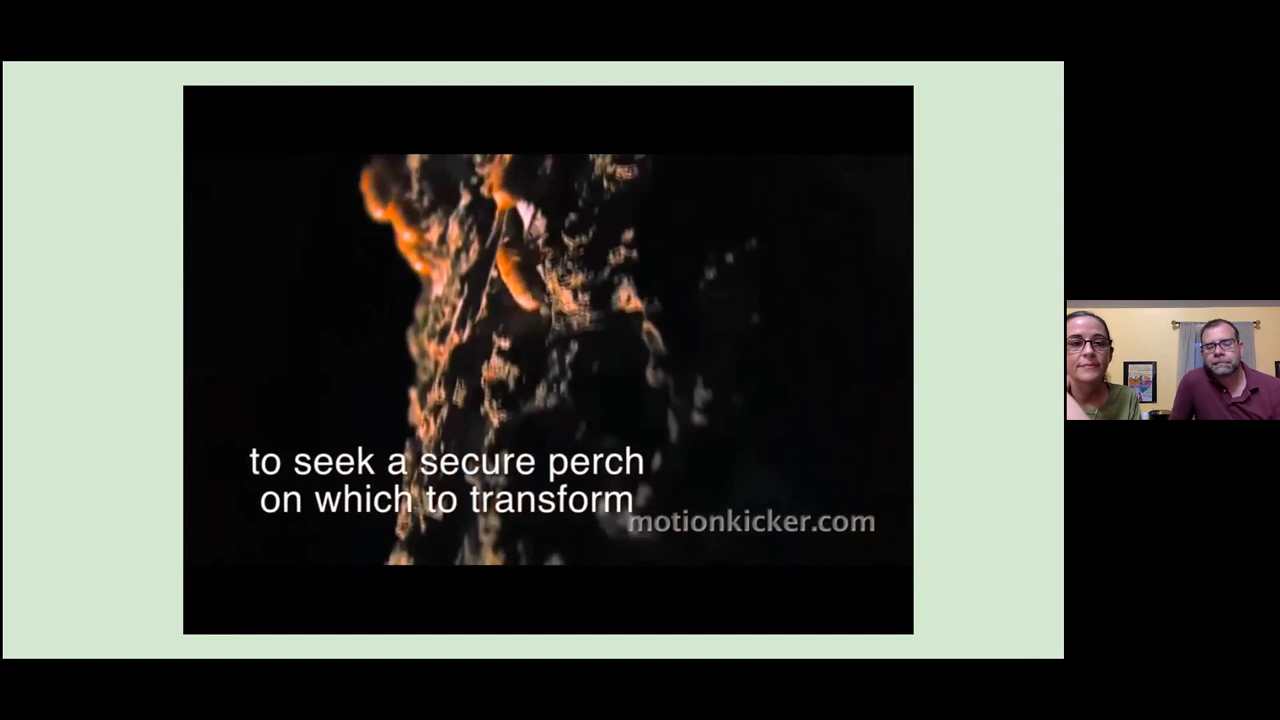 to seek a secure perch
on which to transform
motionkicker.com